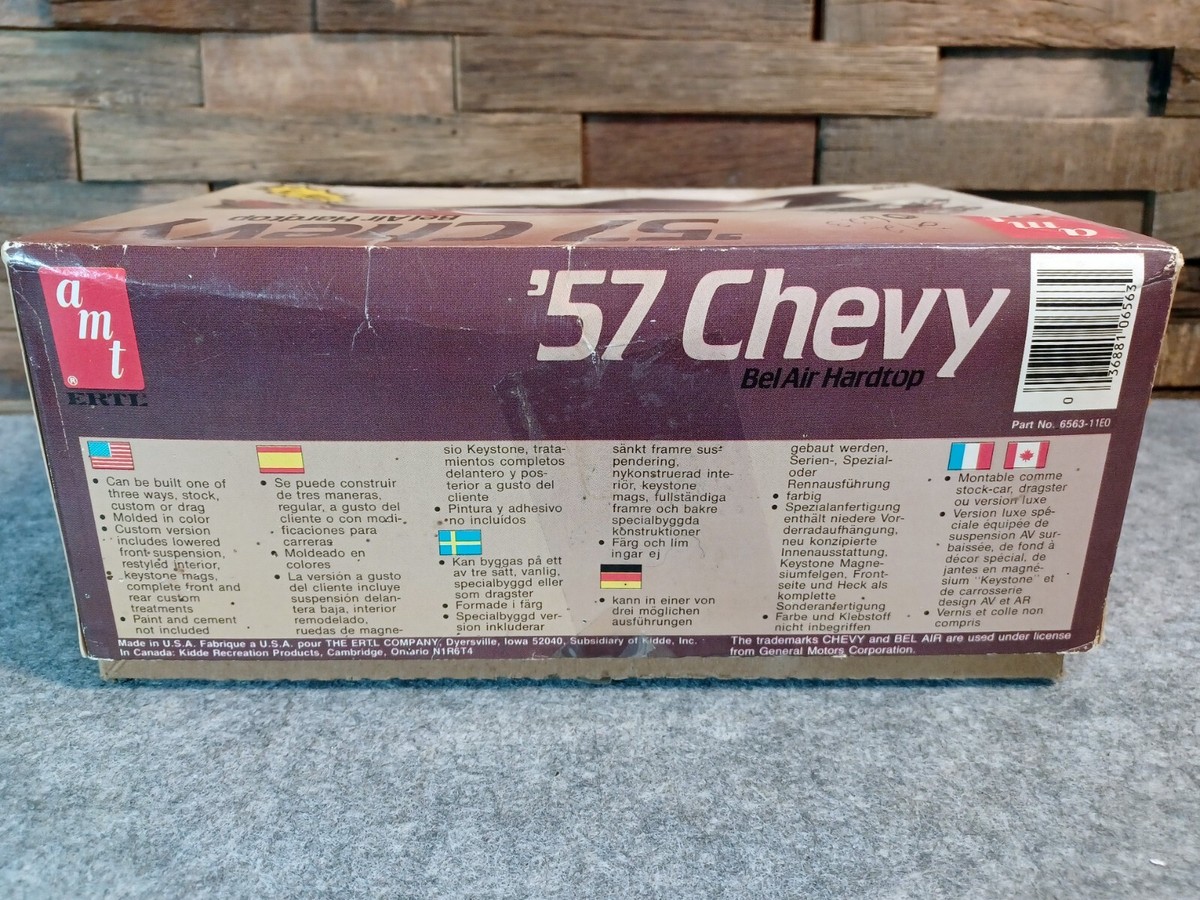 '57 Chevy
Bel Air Hardtop
amt
amt
®
ERTL
'57 Chevy
Bel Air Hardtop
0 36881 06563
Part No. 6563-11E0
• Can be built one of
three ways, stock,
custom or drag
• Molded in color
• Custom version
includes lowered
front suspension,
restyled interior,
keystone mags,
complete front and
rear custom
treatments
• Paint and cement
not included
• Se puede construir
de tres maneras,
regular, a gusto del
cliente o con modi-
ficaciones para
carreras
• Moldeado en
colores
• La versión a gusto
del cliente incluye
suspensión delan-
tera baja, interior
remodelado,
ruedas de magne-
sio Keystone, trata-
mientos completos
delantero y pos-
terior a gusto del
cliente
• Pintura y adhesivo
no incluidos
• Kan byggas på ett
av tre sätt, vanlig,
specialbyggd eller
som dragster
• Formade i färg
• Specialbyggd ver-
sion inkluderar
sänkt framre sus-
pendering,
nykonstruerad inte-
riör, keystone
mags, fullständiga
framre och bakre
specialbyggda
konstruktioner
• Färg och lim
ingar ej
• kann in einer von
drei möglichen
ausführungen
gebaut werden,
Serien-, Spezial-
oder
Rennausführung
• farbig
• Spezialanfertigung
enthält niedere Vor-
derradaufhängung,
neu konzipierte
Innenausstattung,
Keystone Magne-
siumfelgen, Front-
seite und Heck als
komplette
Sonderanfertigung
• Farbe und Klebstoff
nicht inbegriffen
• Montable comme
stock-car, dragster
ou version luxe
• Version luxe spé-
ciale équipée de
suspension AV sur-
baissée, de fond à
décor spécial, de
jantes en magné-
sium "Keystone" et
de carrosserie
design AV et AR
• Vernis et colle non
compris
Made in U.S.A. Fabrique a U.S.A. pour THE ERTL COMPANY, Dyersville, Iowa 52040, Subsidiary of Kidde, Inc.
In Canada: Kidde Recreation Products, Cambridge, Ontario N1R6T4
The trademarks CHEVY and BEL AIR are used under license
from General Motors Corporation.